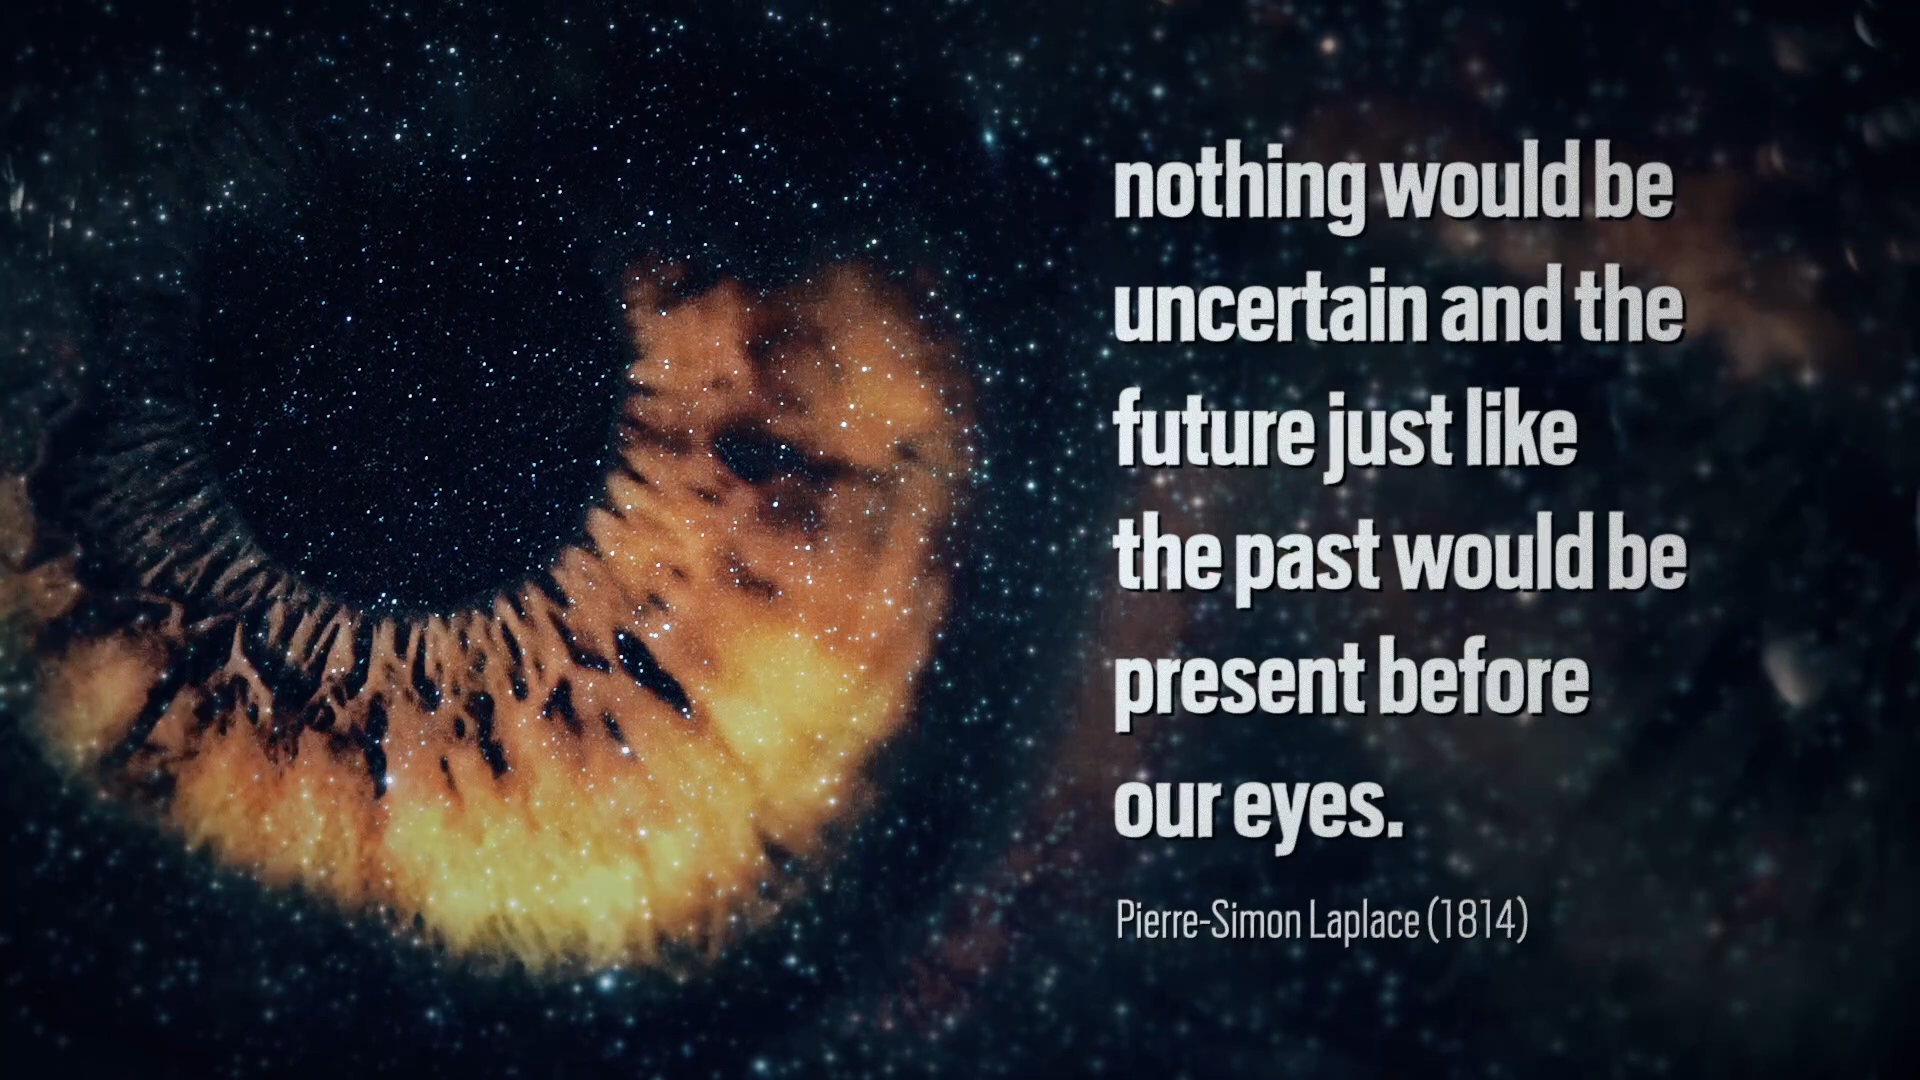 nothing would be
uncertain and the
future just like
the past would be
present before
our eyes.
Pierre-Simon Laplace (1814)